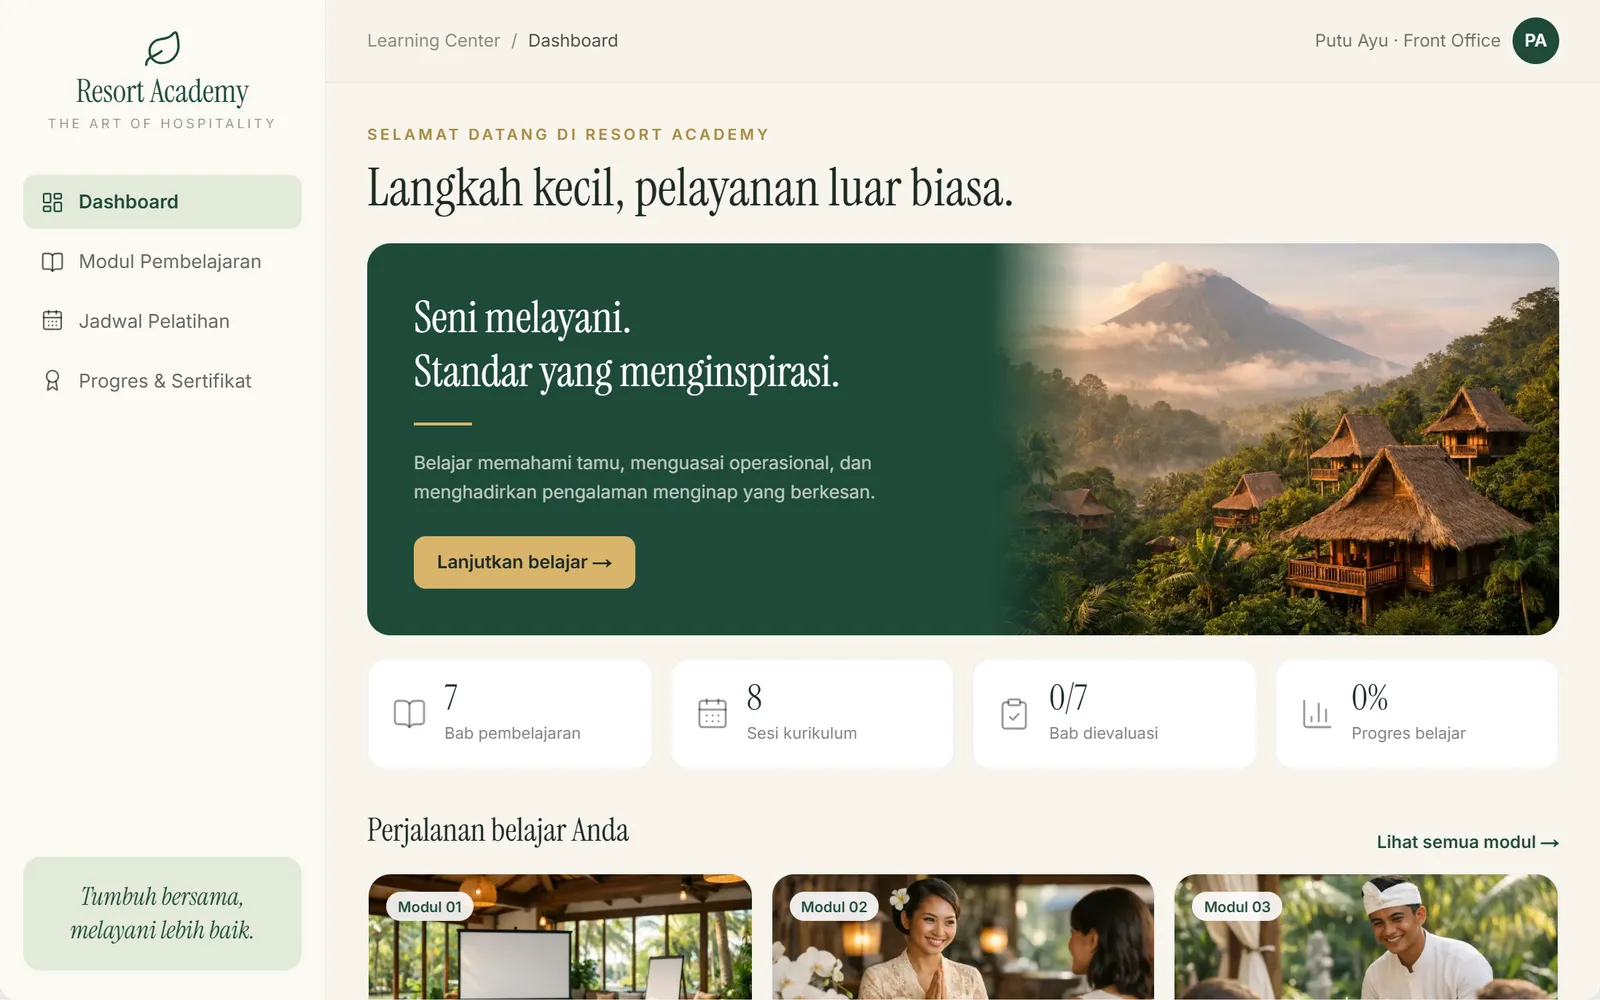 Resort Academy
THE ART OF HOSPITALITY
Dashboard
Modul Pembelajaran
Jadwal Pelatihan
Progres & Sertifikat
Tumbuh bersama,
melayani lebih baik.
Learning Center / Dashboard
Putu Ayu · Front Office
PA
SELAMAT DATANG DI RESORT ACADEMY
Langkah kecil, pelayanan luar biasa.
Seni melayani.
Standar yang menginspirasi.
Belajar memahami tamu, menguasai operasional, dan
menghadirkan pengalaman menginap yang berkesan.
Lanjutkan belajar →
7
Bab pembelajaran
8
Sesi kurikulum
0/7
Bab dievaluasi
0%
Progres belajar
Perjalanan belajar Anda
Lihat semua modul →
Modul 01
Modul 02
Modul 03